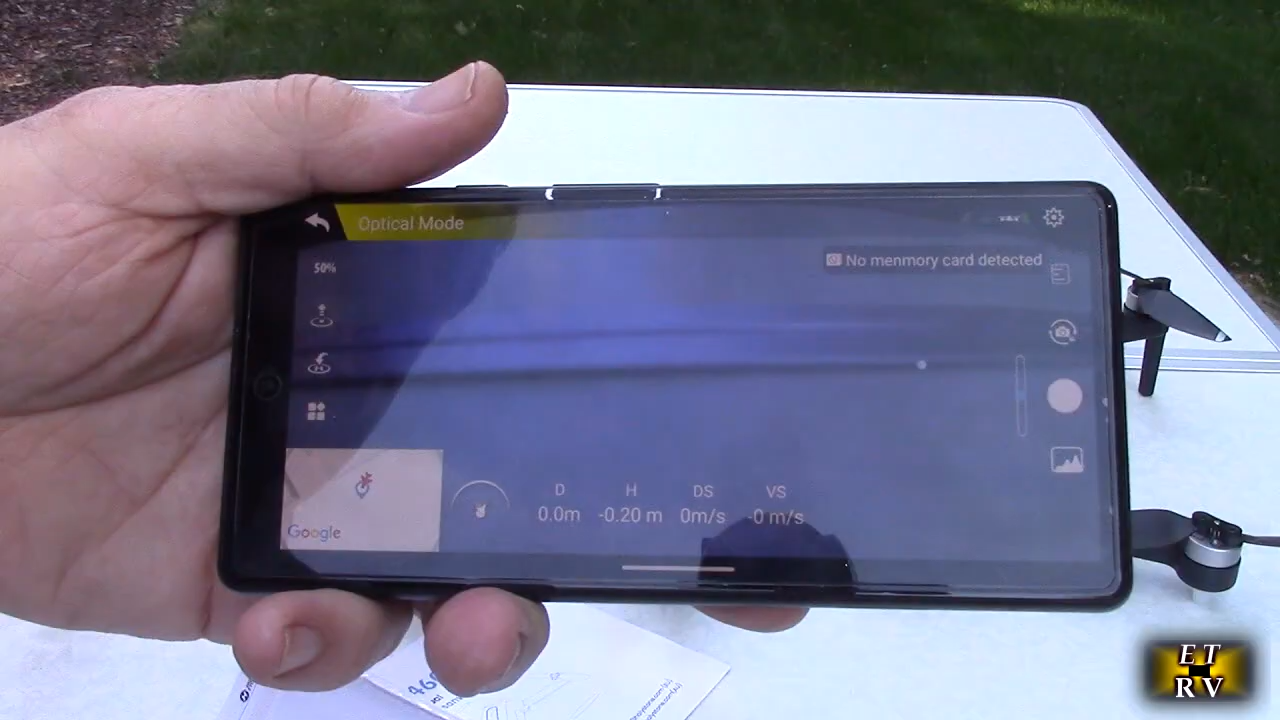 Optical Mode
50%
No menmory card detected
D
H
DS
VS
0.0m
-0.20 m
0m/s
-0 m/s
Google
ET
RV